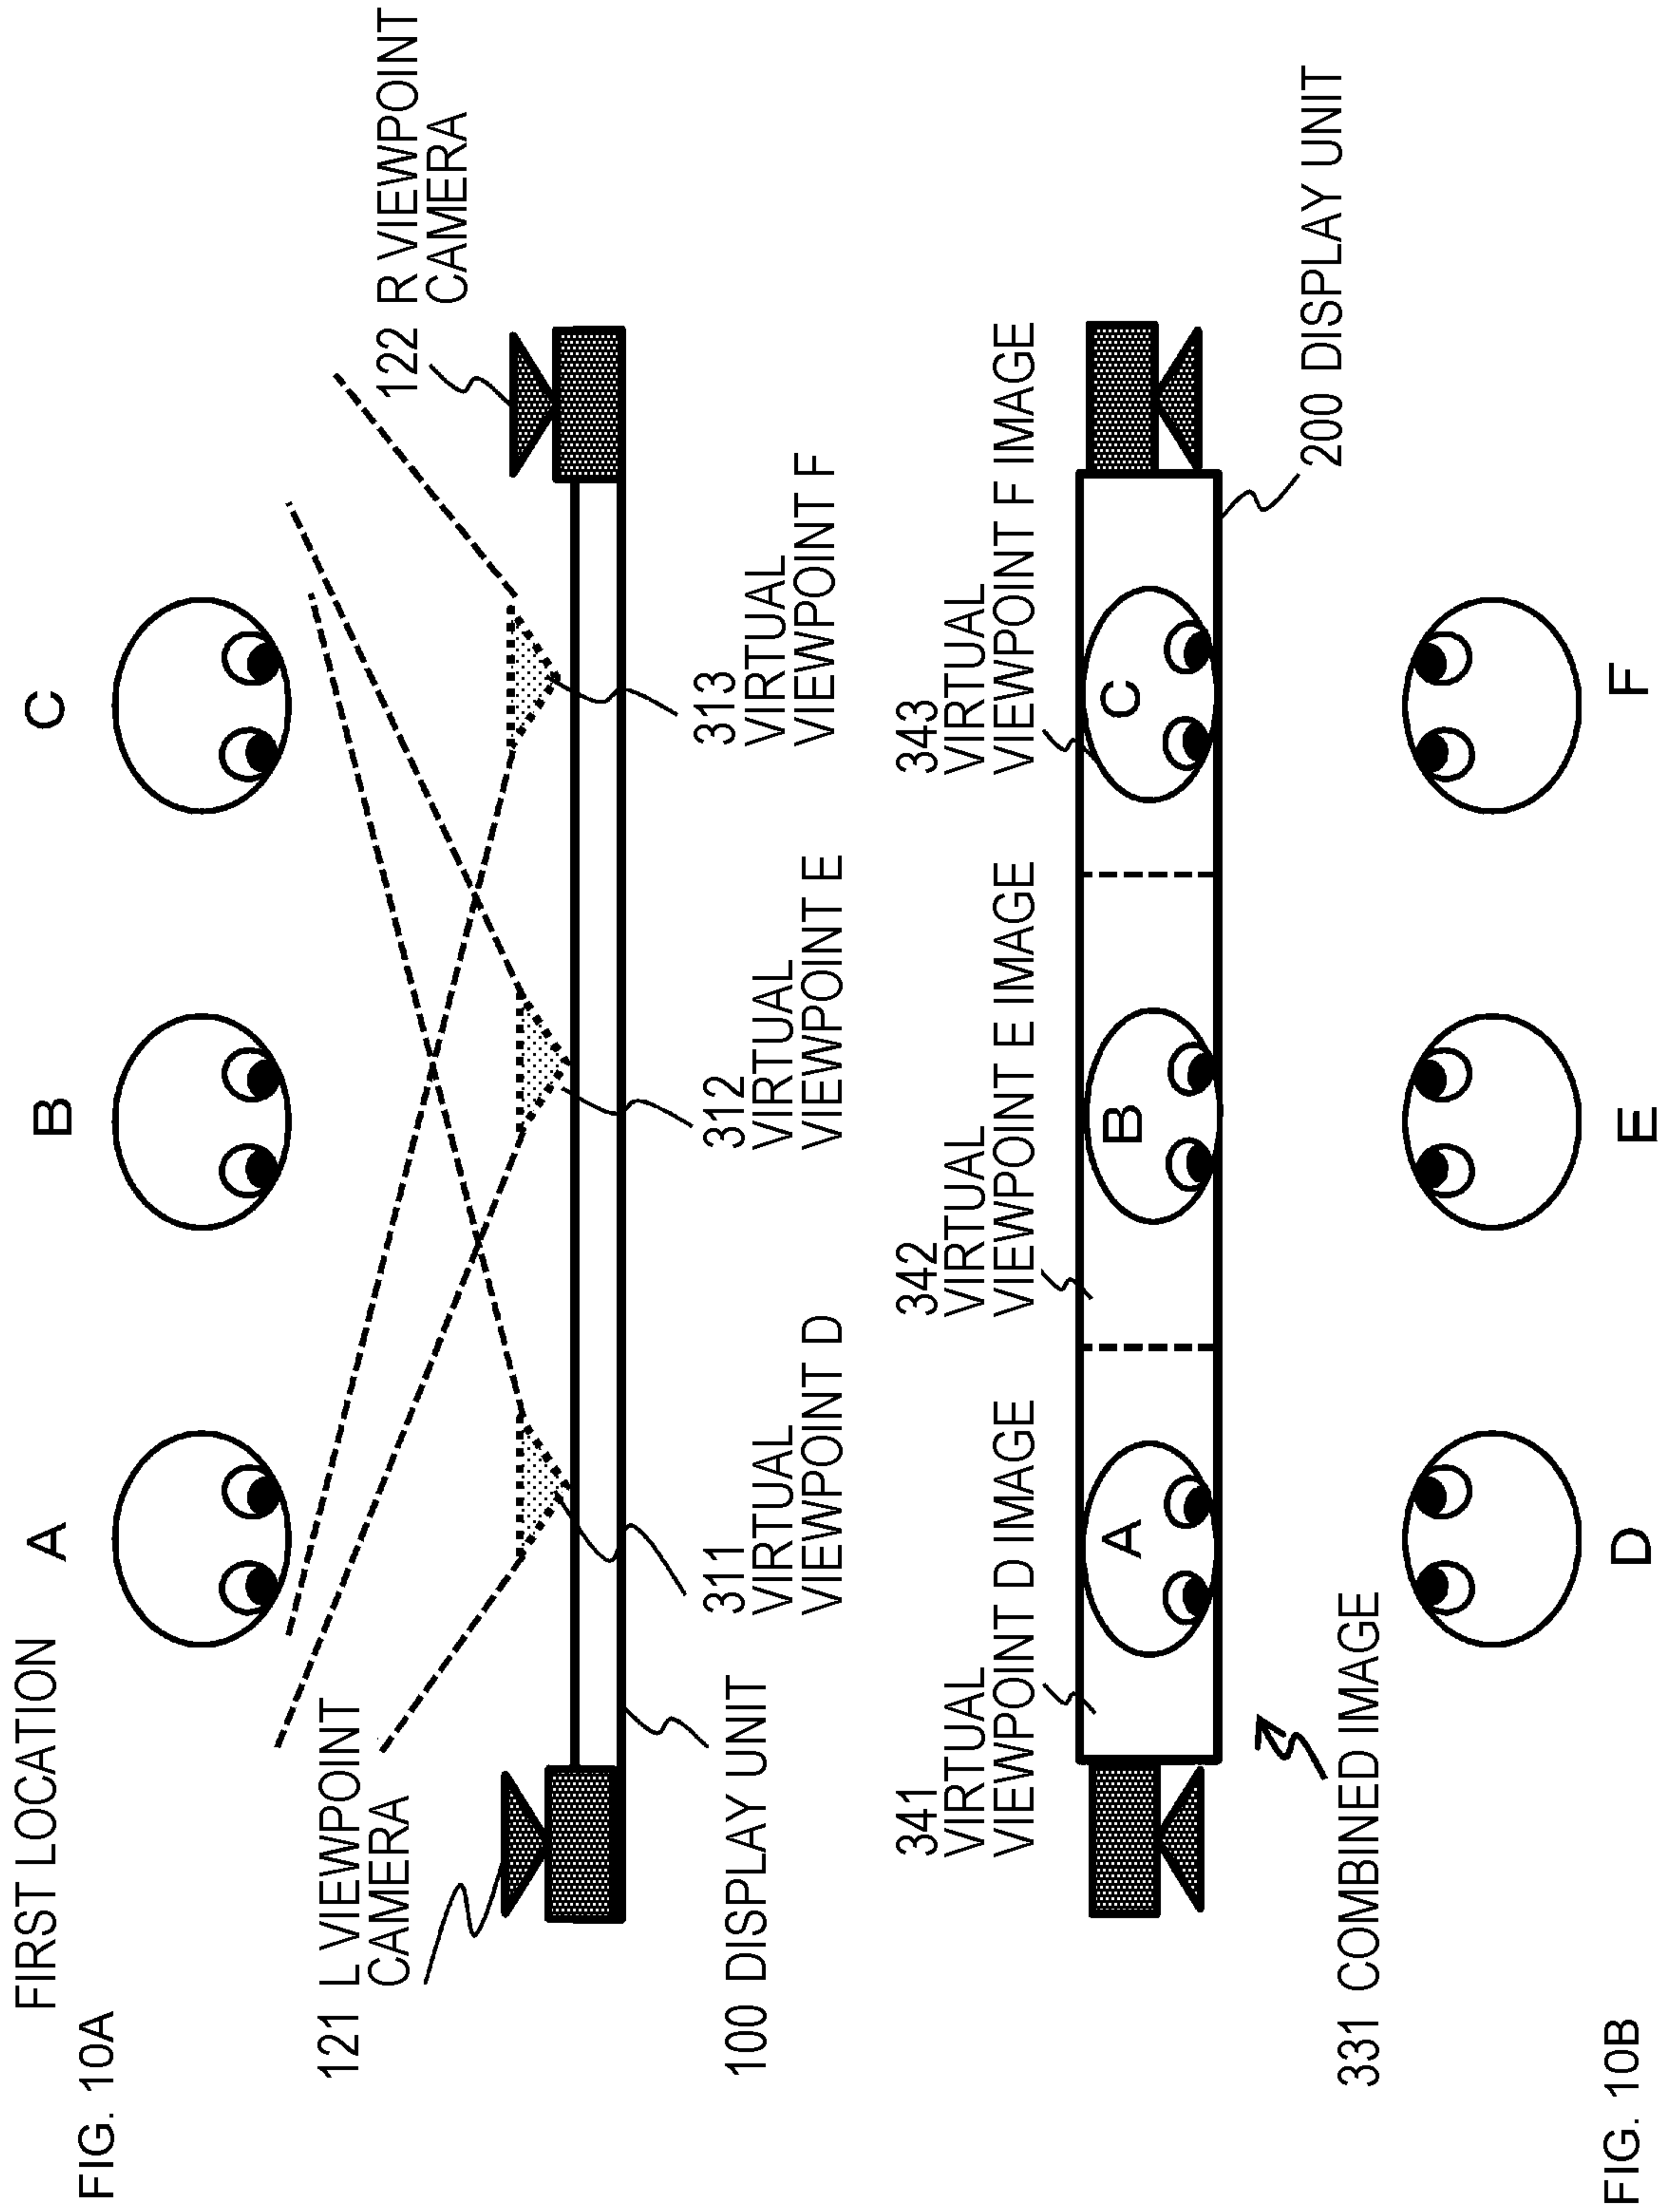 FIG. 10A
FIRST LOCATION
A
B
C
121 L VIEWPOINT
CAMERA
122 R VIEWPOINT
CAMERA
100 DISPLAY UNIT
311
VIRTUAL
VIEWPOINT D
312
VIRTUAL
VIEWPOINT E
313
VIRTUAL
VIEWPOINT F
341
VIRTUAL
VIEWPOINT D IMAGE
342
VIRTUAL
VIEWPOINT E IMAGE
343
VIRTUAL
VIEWPOINT F IMAGE
A
B
C
200 DISPLAY UNIT
331 COMBINED IMAGE
D
E
F
FIG. 10B